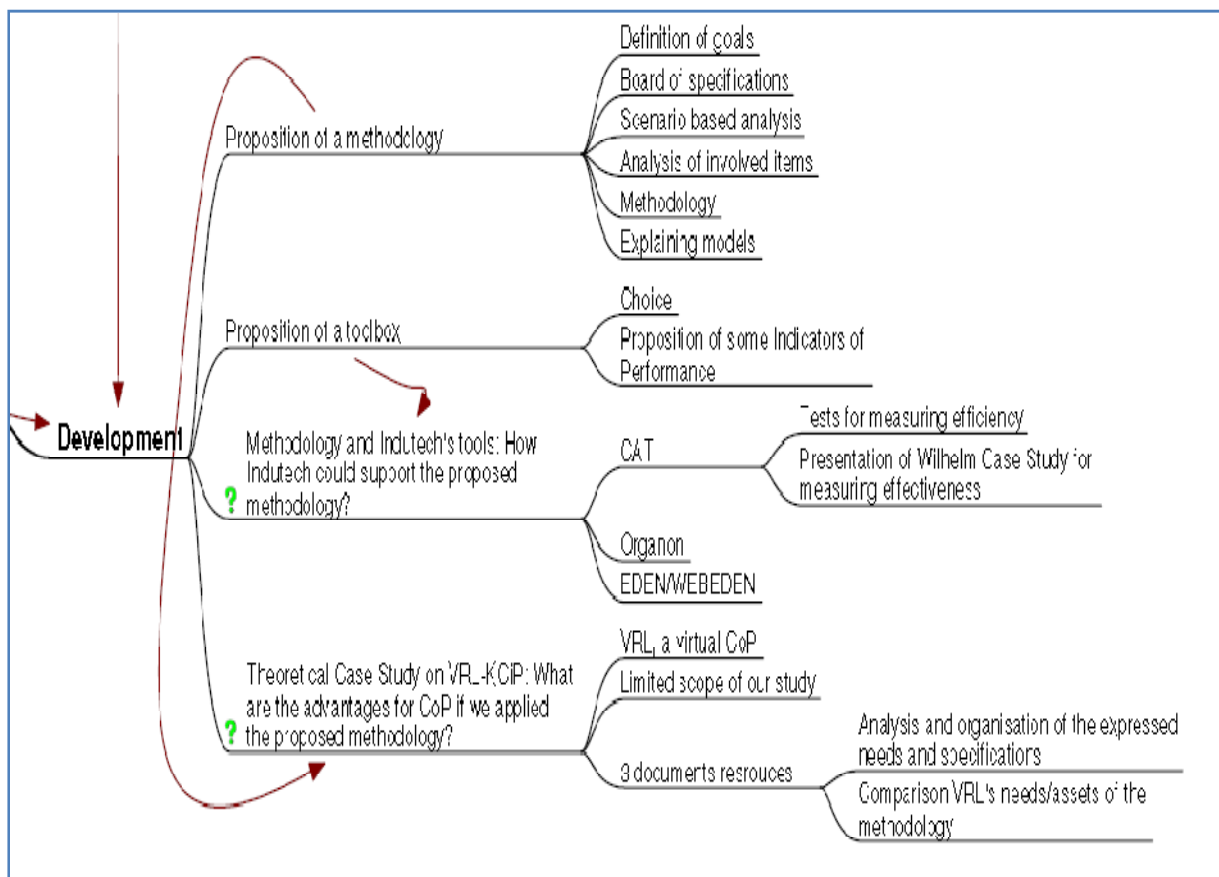 Definition of goals
Board of specifications
Scenario based analysis
Proposition of a methodology
Analysis of involved items
Methodology
Explaining models
Choice
Proposition of a toolbox
Proposition of some Indicators of
Performance
Development
Methodology and Indutech's tools: How
Indutech could support the proposed
? methodology?
CAT
Tests for measuring efficiency
Presentation of Wilhelm Case Study for
measuring effectiveness
Organon
EDEN/WEBEDEN
Theoretical Case Study on VRL-KCiP: What
are the advantages for CoP if we applied
? the proposed methodology?
VRL, a virtual CoP
Limited scope of our study
3 documents resrouces
Analysis and organisation of the expressed
needs and specifications
Comparison VRL's needs/assets of the
methodology